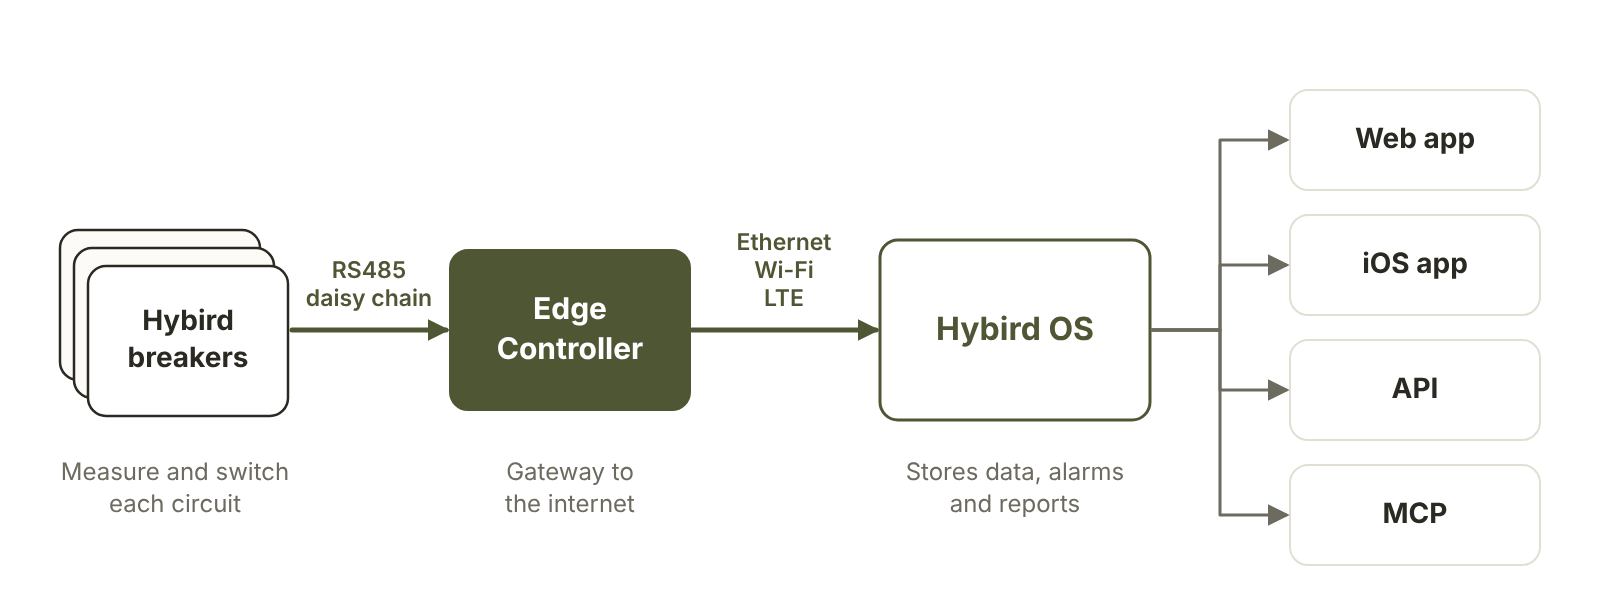 Hybird
breakers
Measure and switch
each circuit
RS485
daisy chain
Edge
Controller
Gateway to
the internet
Ethernet
Wi-Fi
LTE
Hybird OS
Stores data, alarms
and reports
Web app
iOS app
API
MCP